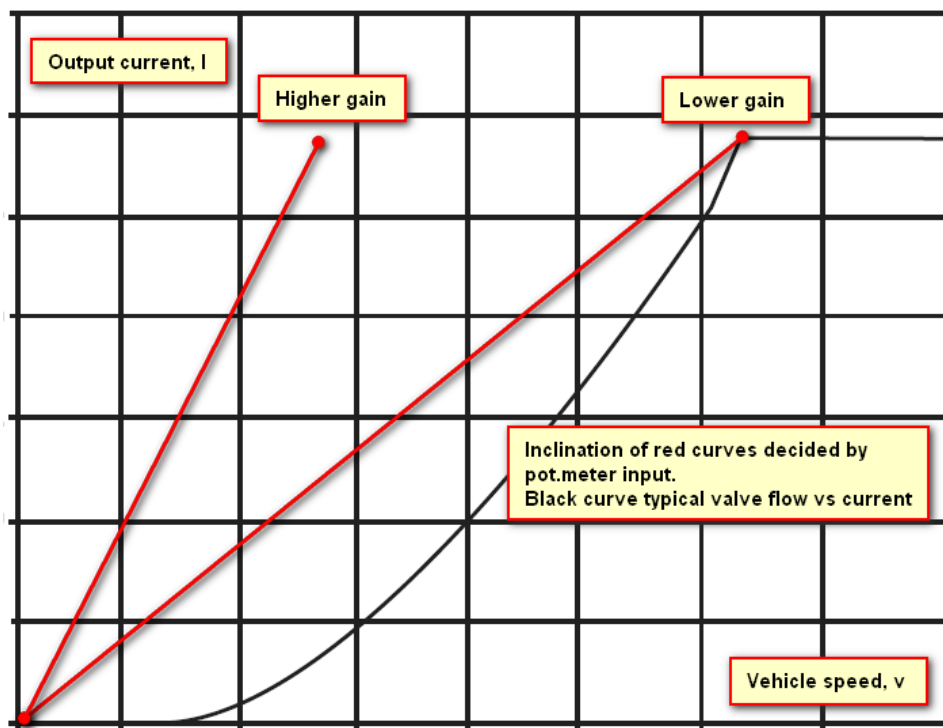 Output current, I
Higher gain
Lower gain
Inclination of red curves decided by
pot.meter input.
Black curve typical valve flow vs current
Vehicle speed, v